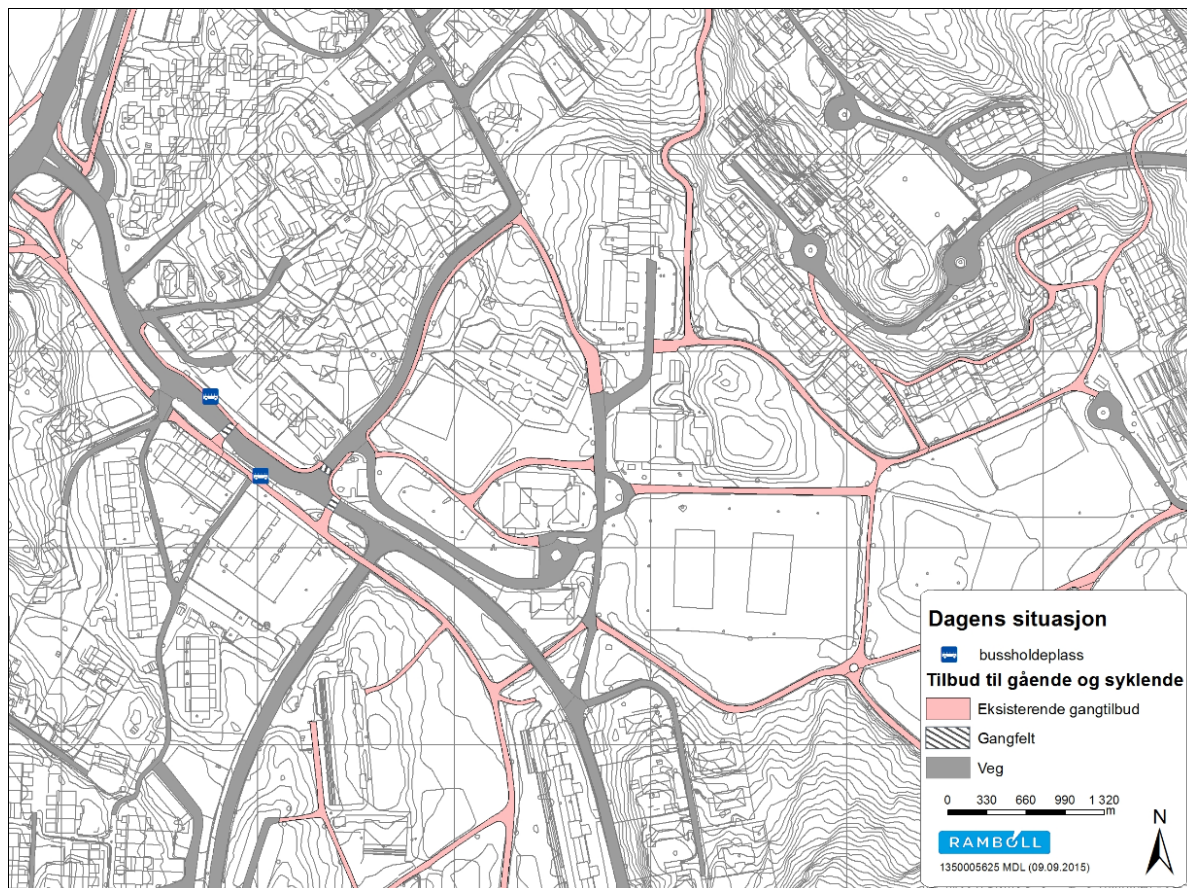 Dagens situasjon
bussholdeplass
Tilbud til gående og syklende
Eksisterende gangtilbud
Gangfelt
Veg
0 330 660 990 1 320
m
N
RAMBOLL
1350005625 MDL (09.09.2015)